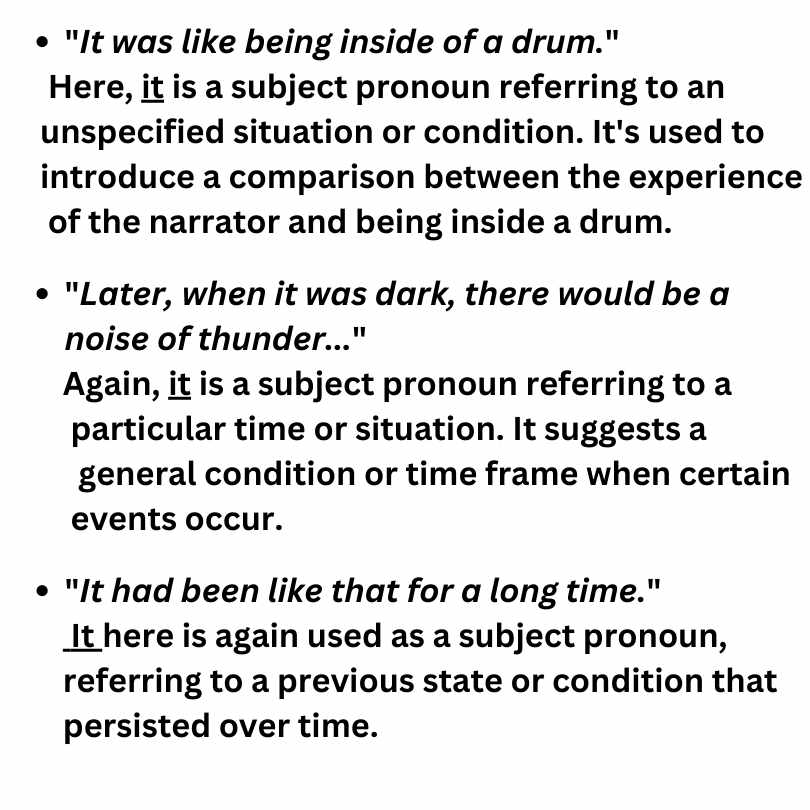 • "It was like being inside of a drum."
Here, it is a subject pronoun referring to an
unspecified situation or condition. It's used to
introduce a comparison between the experience
of the narrator and being inside a drum.
• "Later, when it was dark, there would be a
noise of thunder..."
Again, it is a subject pronoun referring to a
particular time or situation. It suggests a
general condition or time frame when certain
events occur.
• "It had been like that for a long time."
It here is again used as a subject pronoun,
referring to a previous state or condition that
persisted over time.